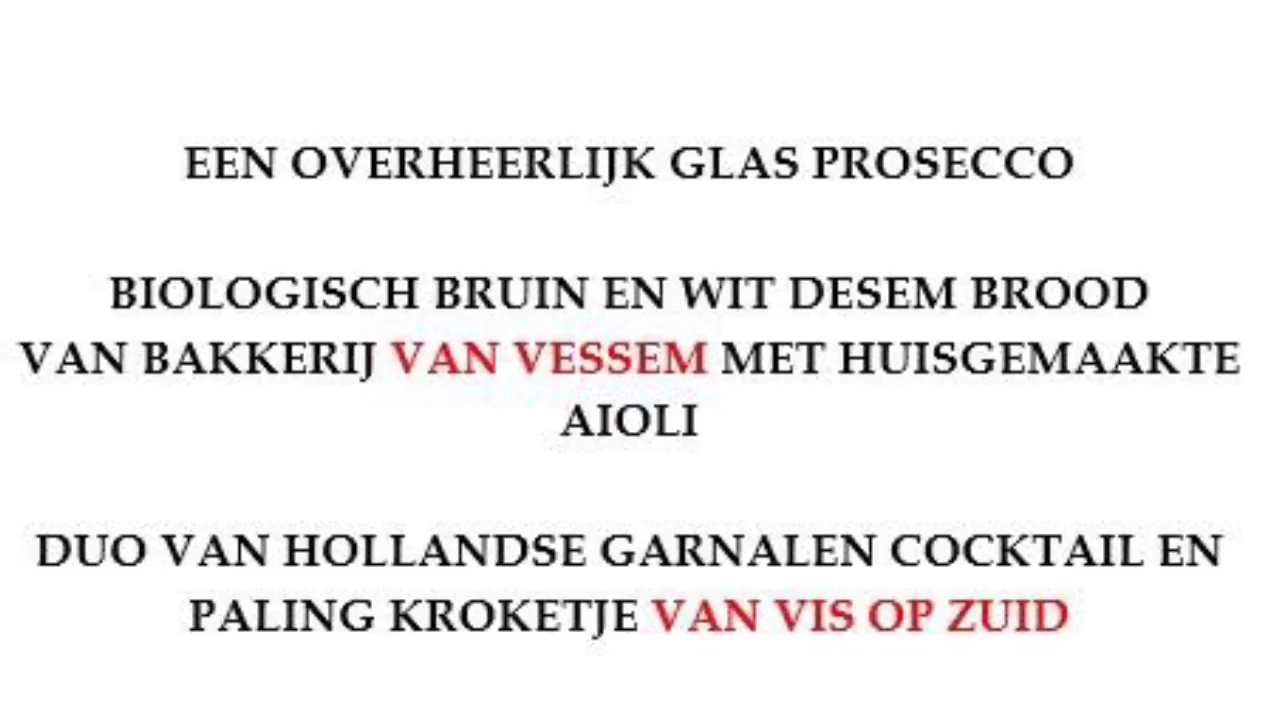 EEN OVERHEERLIJK GLAS PROSECCO
BIOLOGISCH BRUIN EN WIT DESEM BROOD
VAN BAKKERIJ VAN VESSEM MET HUISGEMAAKTE
AIOLI
DUO VAN HOLLANDSE GARNALEN COCKTAIL EN
PALING KROKETJE VAN VIS OP ZUID